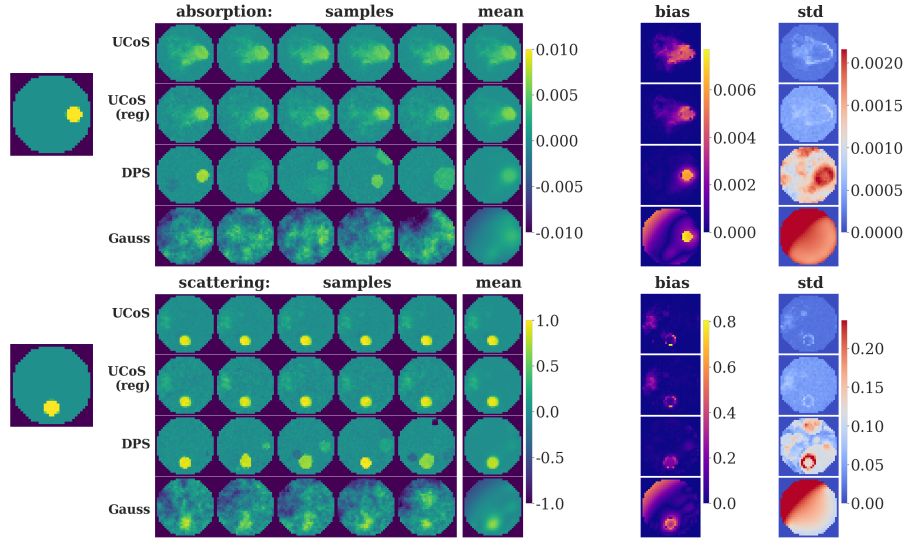 absorption: samples mean bias std
UCoS
UCoS
(reg)
DPS
Gauss
0.010
0.005
0.000
-0.005
-0.010
0.006
0.004
0.002
0.000
0.0020
0.0015
0.0010
0.0005
0.0000
scattering: samples mean bias std
UCoS
UCoS
(reg)
DPS
Gauss
1.0
0.5
0.0
-0.5
-1.0
0.8
0.6
0.4
0.2
0.0
0.20
0.15
0.10
0.05
0.00